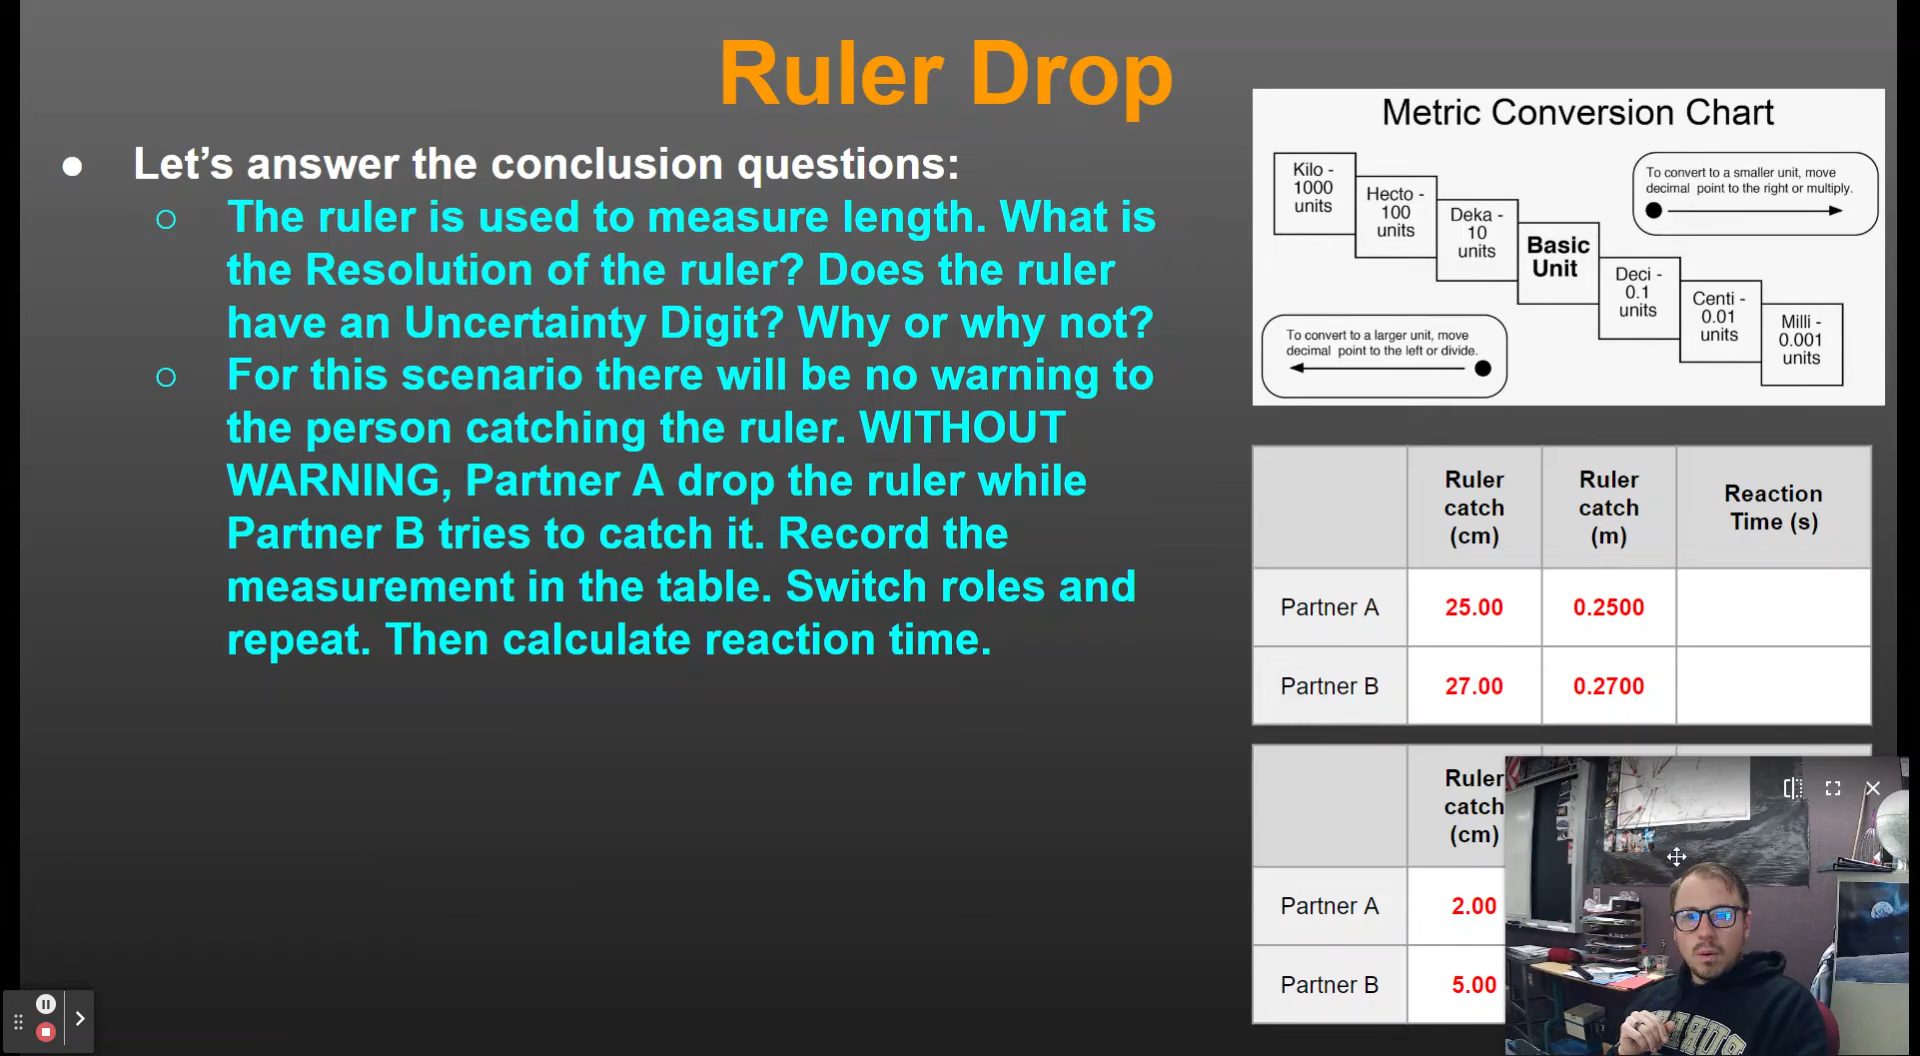 Ruler Drop
● Let's answer the conclusion questions:
○ The ruler is used to measure length. What is
the Resolution of the ruler? Does the ruler
have an Uncertainty Digit? Why or why not?
○ For this scenario there will be no warning to
the person catching the ruler. WITHOUT
WARNING, Partner A drop the ruler while
Partner B tries to catch it. Record the
measurement in the table. Switch roles and
repeat. Then calculate reaction time.
Metric Conversion Chart
Kilo -
1000
units
Hecto -
100
units
Deka -
10
units
Basic
Unit
Deci -
0.1
units
Centi -
0.01
units
Milli -
0.001
units
To convert to a smaller unit, move
decimal point to the right or multiply.
To convert to a larger unit, move
decimal point to the left or divide.
Ruler
catch
(cm)
Ruler
catch
(m)
Reaction
Time (s)
Partner A 25.00 0.2500
Partner B 27.00 0.2700
Ruler
catch
(cm)
Partner A 2.00
Partner B 5.00